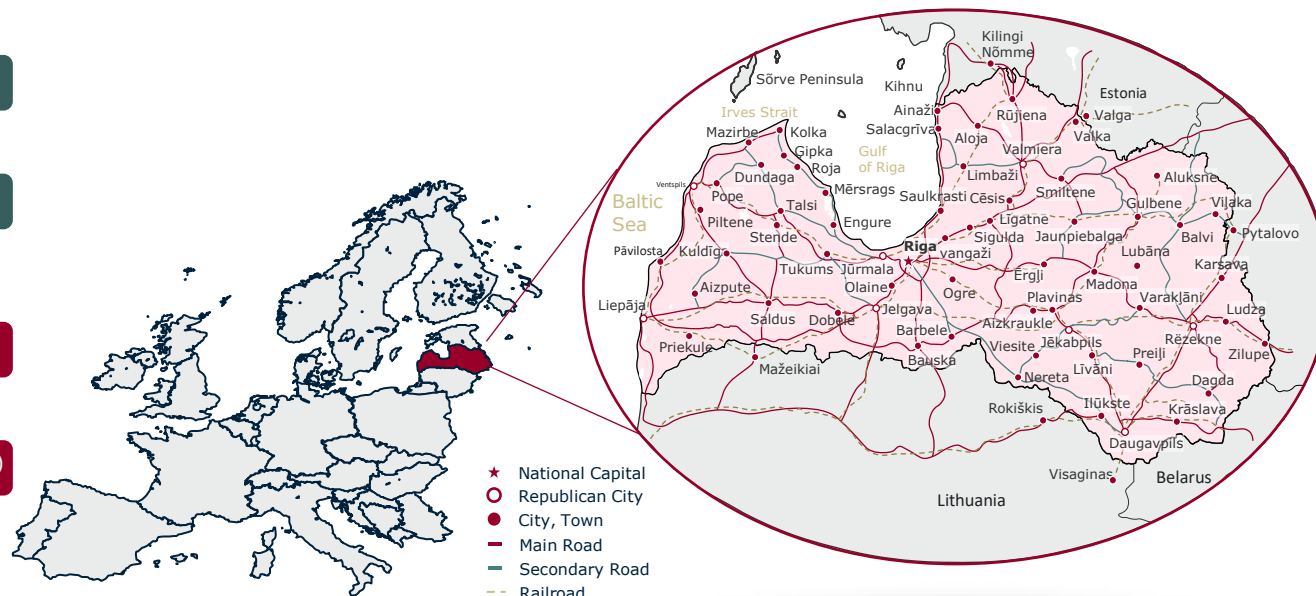 Kilingi
Nõmme
Sõrve Peninsula
Kihnu
Estonia
Irves Strait
Ainaži
Rūjiena
Valga
Mazirbe
Kolka
Salacgrīva
Aloja
Valka
Gipka
Gulf
of Riga
Valmiera
Dundaga
Roja
Limbaži
Aluksne
Ventspils
Pope
Mērsrags
Saulkrasti
Cēsis
Smiltene
Baltic
Sea
Talsi
Gulbene
Viļaka
Piltene
Engure
Līgatne
Stende
Sigulda
Jaunpiebalga
Balvi
Pytalovo
Pāvilosta
Kuldīg
Riga
vangaži
Lubāna
Tukums
Jūrmala
Ergļi
Madona
Karsava
Aizpute
Olaine
Ogre
Plavinas
Varakļāni
Liepāja
Saldus
Dobele
Jelgava
Aizkraukle
Ludza
Barbele
Priekule
Bauska
Viesite
Jēkabpils
Rēzekne
Mažeikiai
Līvāni
Preiļi
Zilupe
Nereta
Dagda
Rokiškis
Ilūkste
Krāslava
Daugavpils
Visaginas
Belarus
Lithuania
National Capital
Republican City
City, Town
Main Road
Secondary Road
Railroad